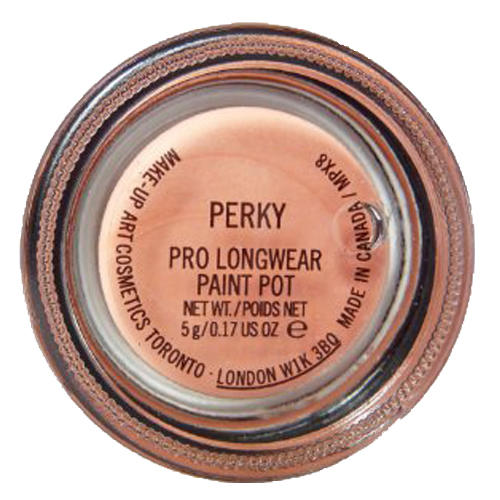 PERKY
PRO LONGWEAR
PAINT POT
NET WT./POIDS NET
5 g/0.17 US OZ ℮
MAKE-UP ART COSMETICS TORONTO · LONDON W1K 3BQ MADE IN CANADA / MPX8